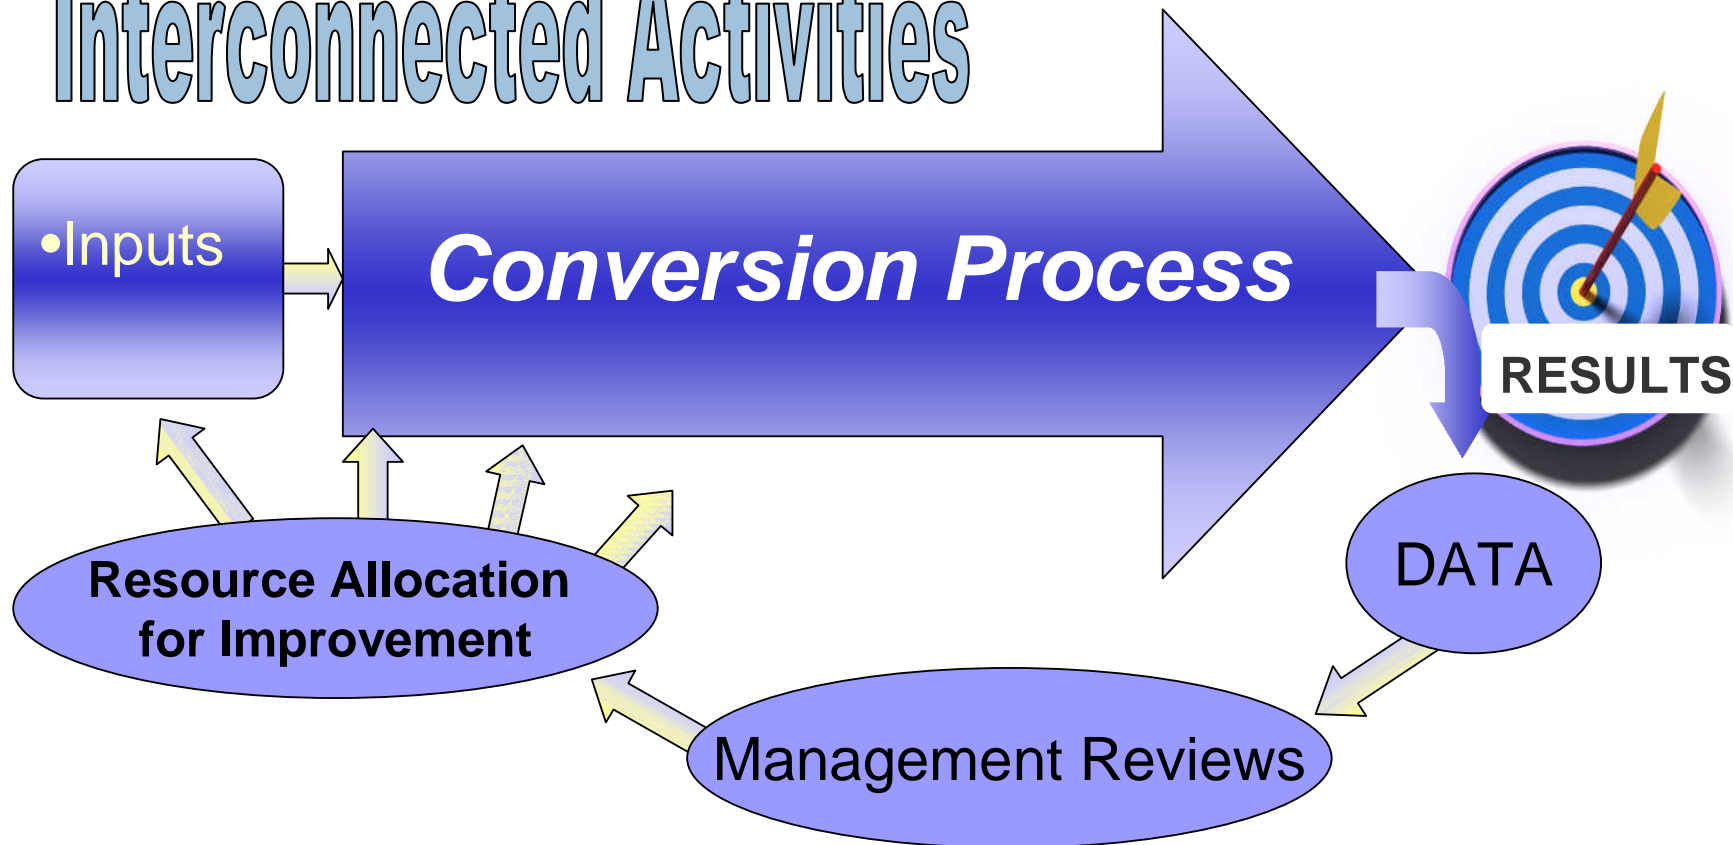 Interconnected Activities
•Inputs
Conversion Process
RESULTS
DATA
Resource Allocation
for Improvement
Management Reviews